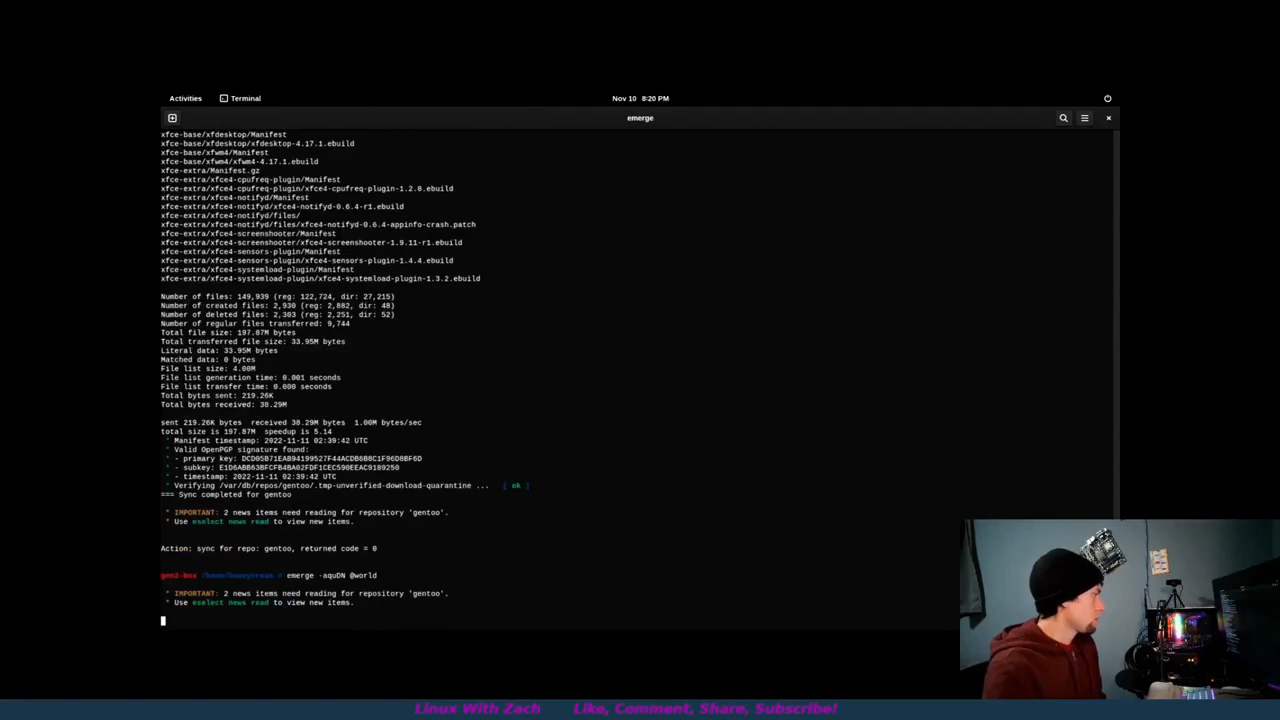 Activities Terminal Nov 10 8:20 PM
emerge
xfce-base/xfdesktop/Manifest
xfce-base/xfdesktop/xfdesktop-4.17.1.ebuild
xfce-base/xfwm4/Manifest
xfce-base/xfwm4/xfwm4-4.17.1.ebuild
xfce-extra/Manifest.gz
xfce-extra/xfce4-cpufreq-plugin/Manifest
xfce-extra/xfce4-cpufreq-plugin/xfce4-cpufreq-plugin-1.2.8.ebuild
xfce-extra/xfce4-notifyd/Manifest
xfce-extra/xfce4-notifyd/xfce4-notifyd-0.6.4-r1.ebuild
xfce-extra/xfce4-notifyd/files/
xfce-extra/xfce4-notifyd/files/xfce4-notifyd-0.6.4-appinfo-crash.patch
xfce-extra/xfce4-screenshooter/Manifest
xfce-extra/xfce4-screenshooter/xfce4-screenshooter-1.9.11-r1.ebuild
xfce-extra/xfce4-sensors-plugin/Manifest
xfce-extra/xfce4-sensors-plugin/xfce4-sensors-plugin-1.4.4.ebuild
xfce-extra/xfce4-systemload-plugin/Manifest
xfce-extra/xfce4-systemload-plugin/xfce4-systemload-plugin-1.3.2.ebuild
Number of files: 149,939 (reg: 122,724, dir: 27,215)
Number of created files: 2,930 (reg: 2,882, dir: 48)
Number of deleted files: 2,303 (reg: 2,251, dir: 52)
Number of regular files transferred: 9,744
Total file size: 197.87M bytes
Total transferred file size: 33.95M bytes
Literal data: 33.95M bytes
Matched data: 0 bytes
File list size: 4.00M
File list generation time: 0.001 seconds
File list transfer time: 0.000 seconds
Total bytes sent: 219.26K
Total bytes received: 38.29M
sent 219.26K bytes  received 38.29M bytes  1.00M bytes/sec
total size is 197.87M  speedup is 5.14
* Manifest timestamp: 2022-11-11 02:39:42 UTC
* Valid OpenPGP signature found:
* - primary key: DCD05B71EAB94199527F44ACDB6B8C1F96D8BF6D
* - subkey: E1D6ABB63BFCFB4BA02FDF1CEC590EEAC9189250
* - timestamp: 2022-11-11 02:39:42 UTC
* Verifying /var/db/repos/gentoo/.tmp-unverified-download-quarantine ... [ ok ]
=== Sync completed for gentoo
* IMPORTANT: 2 news items need reading for repository 'gentoo'.
* Use eselect news read to view new items.
Action: sync for repo: gentoo, returned code = 0
gen2-box # emerge -aquDN @world
* IMPORTANT: 2 news items need reading for repository 'gentoo'.
* Use eselect news read to view new items.
Linux With Zach Like, Comment, Share, Subscribe!